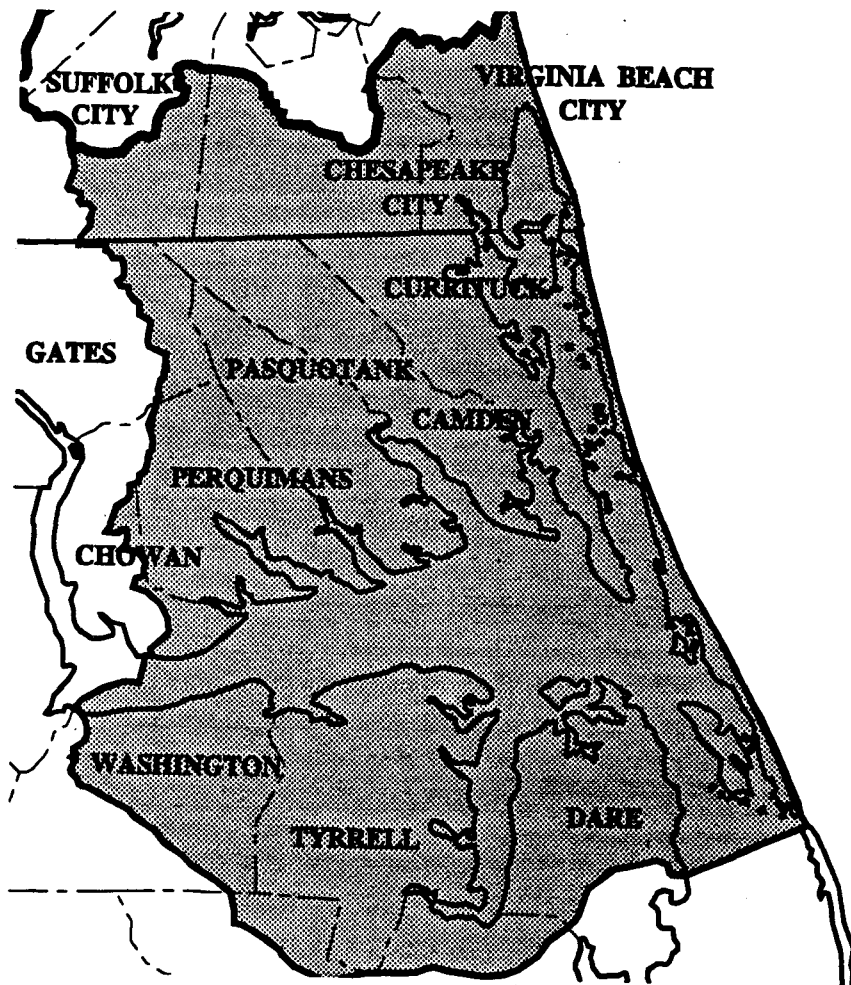 SUFFOLK
CITY
VIRGINIA BEACH
CITY
CHESAPEAKE
CITY
CURRITUCK
GATES
PASQUOTANK
CAMDEN
PERQUIMANS
CHOWAN
WASHINGTON
TYRRELL
DARE